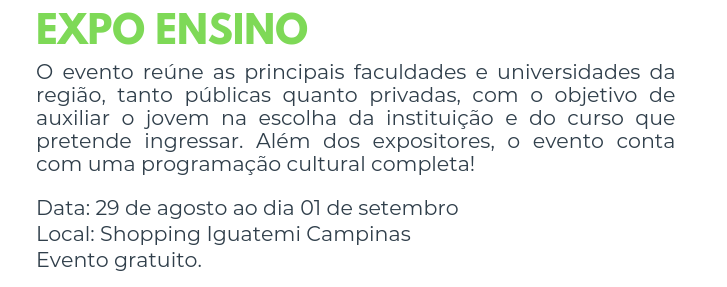 EXPO ENSINO
O evento reúne as principais faculdades e universidades da
região, tanto públicas quanto privadas, com o objetivo de
auxiliar o jovem na escolha da instituição e do curso que
pretende ingressar. Além dos expositores, o evento conta
com uma programação cultural completa!
Data: 29 de agosto ao dia 01 de setembro
Local: Shopping Iguatemi Campinas
Evento gratuito.